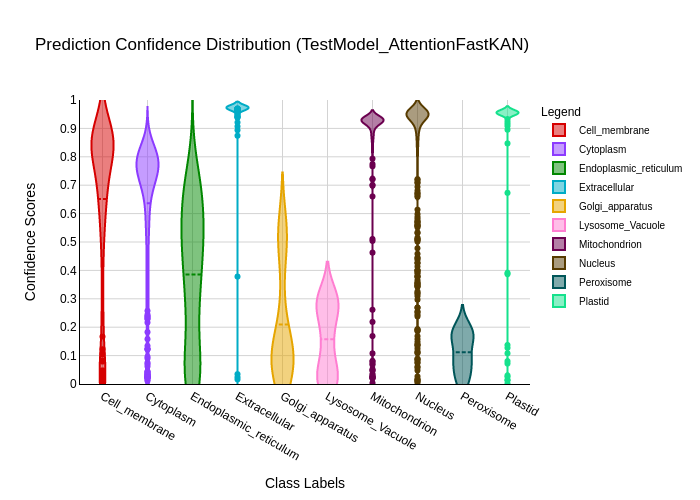 Prediction Confidence Distribution (TestModel_AttentionFastKAN)
Legend
Cell_membrane
Cytoplasm
Endoplasmic_reticulum
Extracellular
Golgi_apparatus
Lysosome_Vacuole
Mitochondrion
Nucleus
Peroxisome
Plastid
Confidence Scores
1
0.9
0.8
0.7
0.6
0.5
0.4
0.3
0.2
0.1
0
Cell_membrane
Cytoplasm
Endoplasmic_reticulum
Extracellular
Golgi_apparatus
Lysosome_Vacuole
Mitochondrion
Nucleus
Peroxisome
Plastid
Class Labels